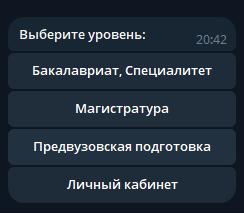 Выберите уровень:
20:42
Бакалавриат, Специалитет
Магистратура
Предвузовская подготовка
Личный кабинет